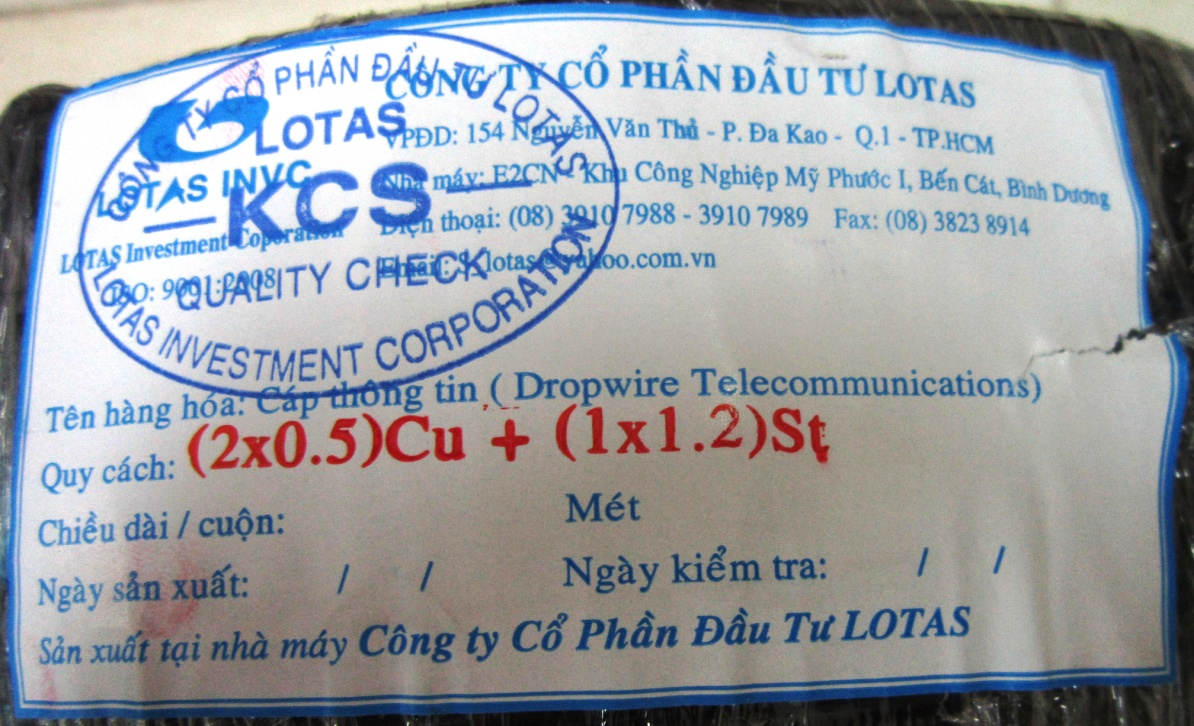 CÔNG TY CỔ PHẦN ĐẦU TƯ LOTAS
LOTAS
LOTAS INVC
LOTAS Investment Coporation
ISO: 9001:2008
CÔNG TY CỔ PHẦN ĐẦU TƯ LOTAS
KCS
QUALITY CHECK
LOTAS INVESTMENT CORPORATION
VPĐD: 154 Nguyễn Văn Thủ - P. Đa Kao - Q.1 - TP.HCM
Nhà máy: E2CN - Khu Công Nghiệp Mỹ Phước I, Bến Cát, Bình Dương
Điện thoại: (08) 3910 7988 - 3910 7989 Fax: (08) 3823 8914
Email: lotas@yahoo.com.vn
Tên hàng hóa: Cáp thông tin ( Dropwire Telecommunications)
Quy cách: (2x0.5)Cu + (1x1.2)St
Chiều dài / cuộn: Mét
Ngày sản xuất: / / Ngày kiểm tra: / /
Sản xuất tại nhà máy Công ty Cổ Phần Đầu Tư LOTAS